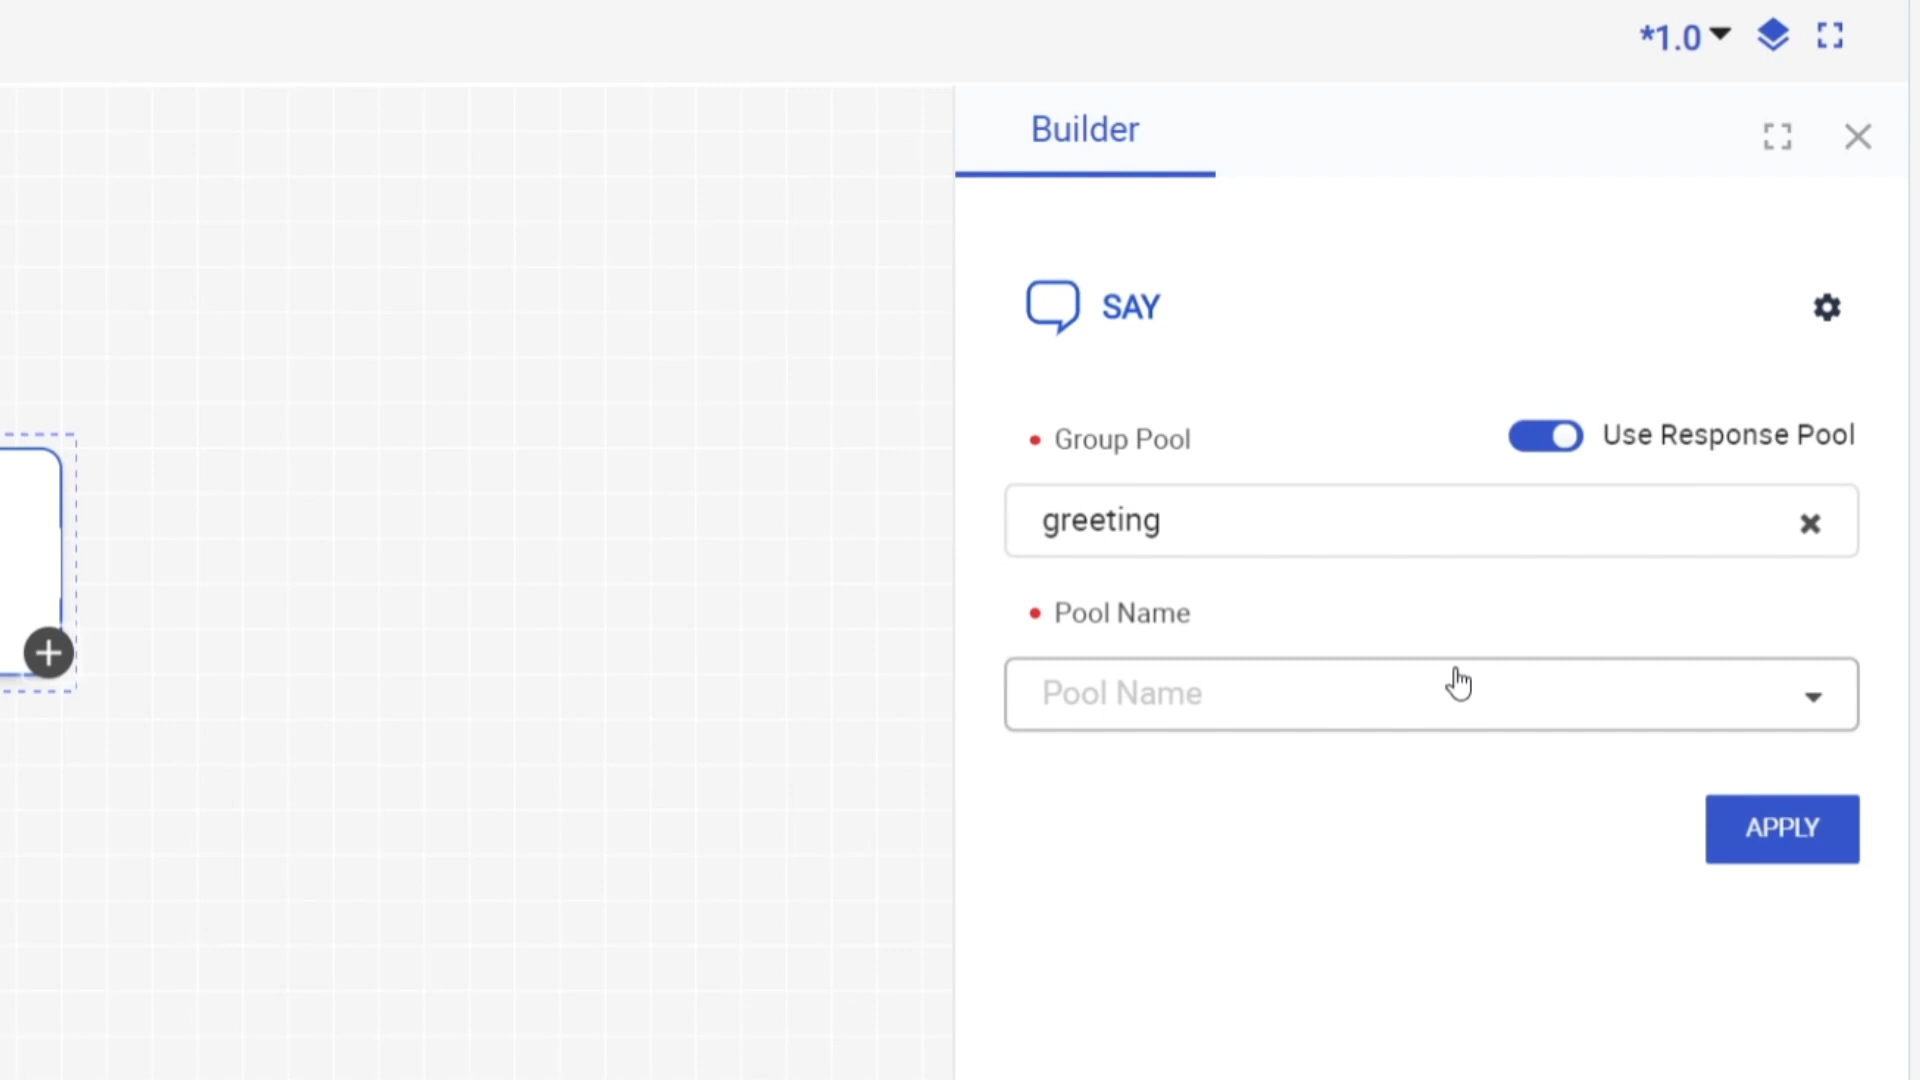 *1.0
Builder
SAY
Group Pool
Use Response Pool
greeting
Pool Name
Pool Name
APPLY